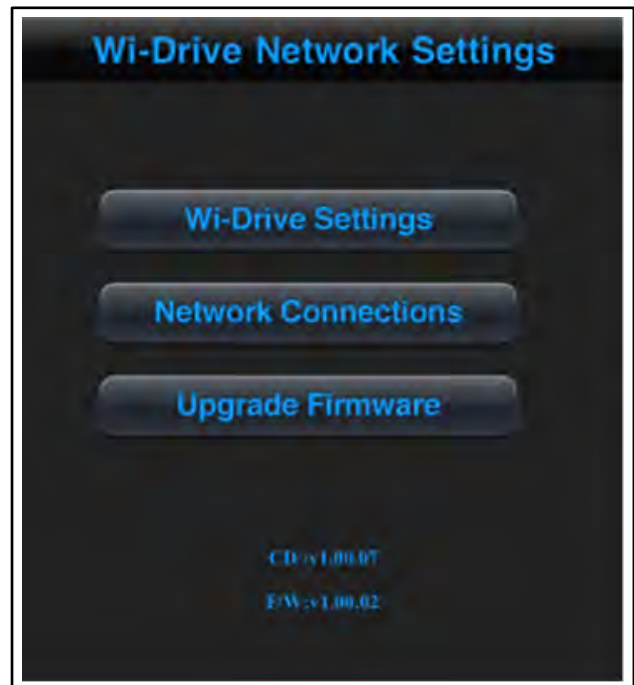 Wi-Drive Network Settings
Wi-Drive Settings
Network Connections
Upgrade Firmware
CD:v1.00.07
F/W:v1.00.02